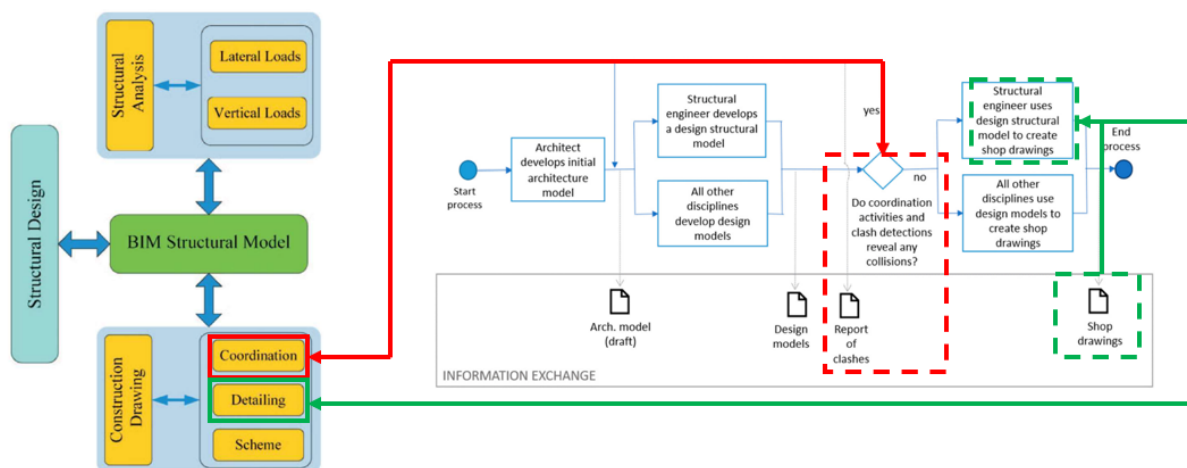 Structural Design
Structural
Analysis
Lateral Loads
Vertical Loads
BIM Structural Model
Construction
Drawing
Coordination
Detailing
Scheme
Start
process
Architect
develops initial
architecture
model
Structural
engineer develops
a design structural
model
All other
disciplines
develop design
models
yes
no
Do coordination
activities and
clash detections
reveal any
collisions?
Structural
engineer uses
design structural
model to create
shop drawings
All other
disciplines use
design models to
create shop
drawings
End
process
Arch. model
(draft)
Design
models
Report
of
clashes
Shop
drawings
INFORMATION EXCHANGE